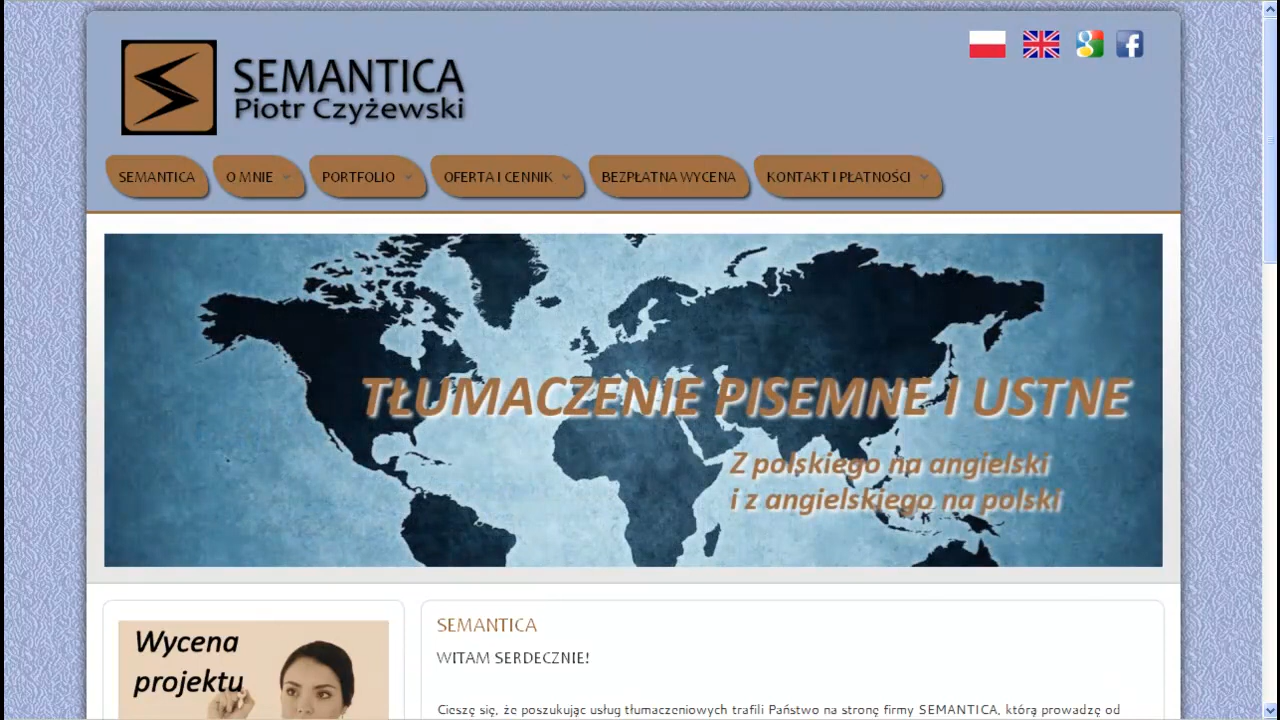 SEMANTICA
Piotr Czyżewski
SEMANTICA O MNIE PORTFOLIO OFERTA I CENNIK BEZPŁATNA WYCENA KONTAKT I PŁATNOŚCI
TŁUMACZENIE PISEMNE I USTNE
Z polskiego na angielski
i z angielskiego na polski
Wycena
projektu
SEMANTICA
WITAM SERDECZNIE!
Cieszę się, że poszukując usług tłumaczeniowych trafili Państwo na stronę firmy SEMANTICA, którą prowadzę od